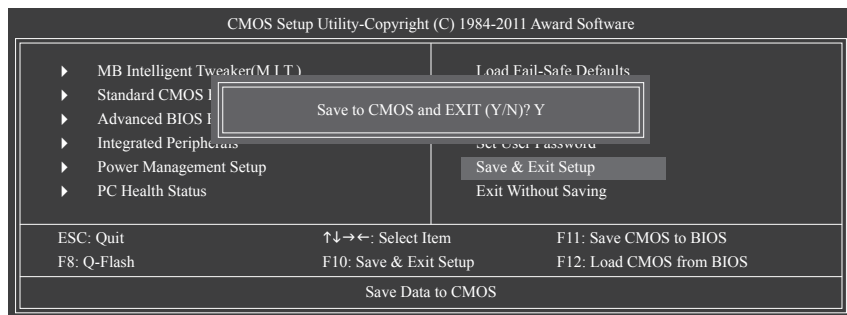 CMOS Setup Utility-Copyright (C) 1984-2011 Award Software
MB Intelligent Tweaker(M.I.T.)
Standard CMOS
Advanced BIOS
Integrated Peripherals
Power Management Setup
PC Health Status
Load Fail-Safe Defaults
Set User Password
Save & Exit Setup
Exit Without Saving
Save to CMOS and EXIT (Y/N)? Y
ESC: Quit
↑↓→←: Select Item
F11: Save CMOS to BIOS
F8: Q-Flash
F10: Save & Exit Setup
F12: Load CMOS from BIOS
Save Data to CMOS